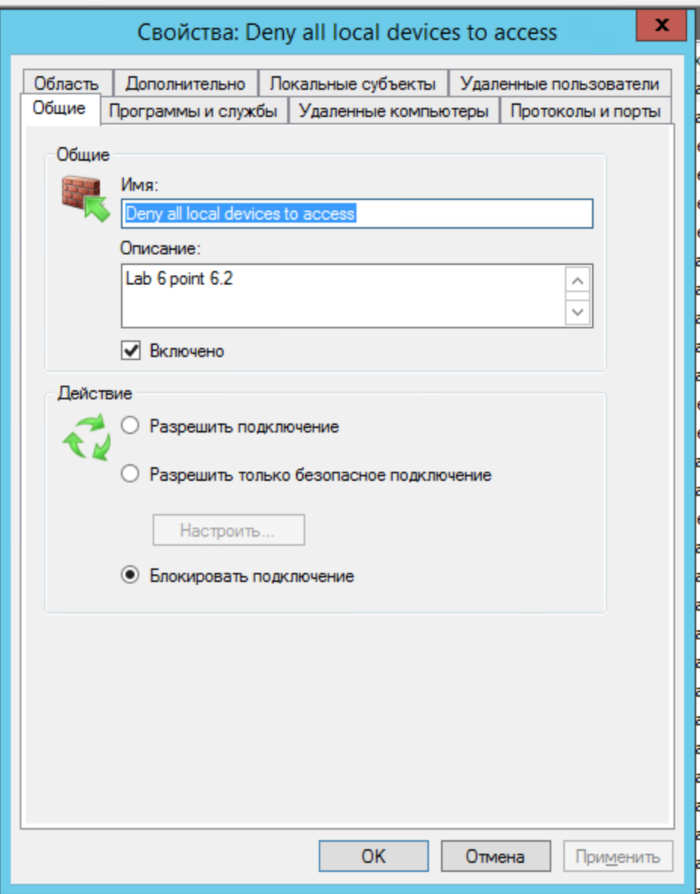 Свойства: Deny all local devices to access
x
Область Дополнительно Локальные субъекты Удаленные пользователи
Общие Программы и службы Удаленные компьютеры Протоколы и порты
Общие
Имя:
Deny all local devices to access
Описание:
Lab 6 point 6.2
Включено
Действие
Разрешить подключение
Разрешить только безопасное подключение
Настроить...
Блокировать подключение
OK Отмена Применить